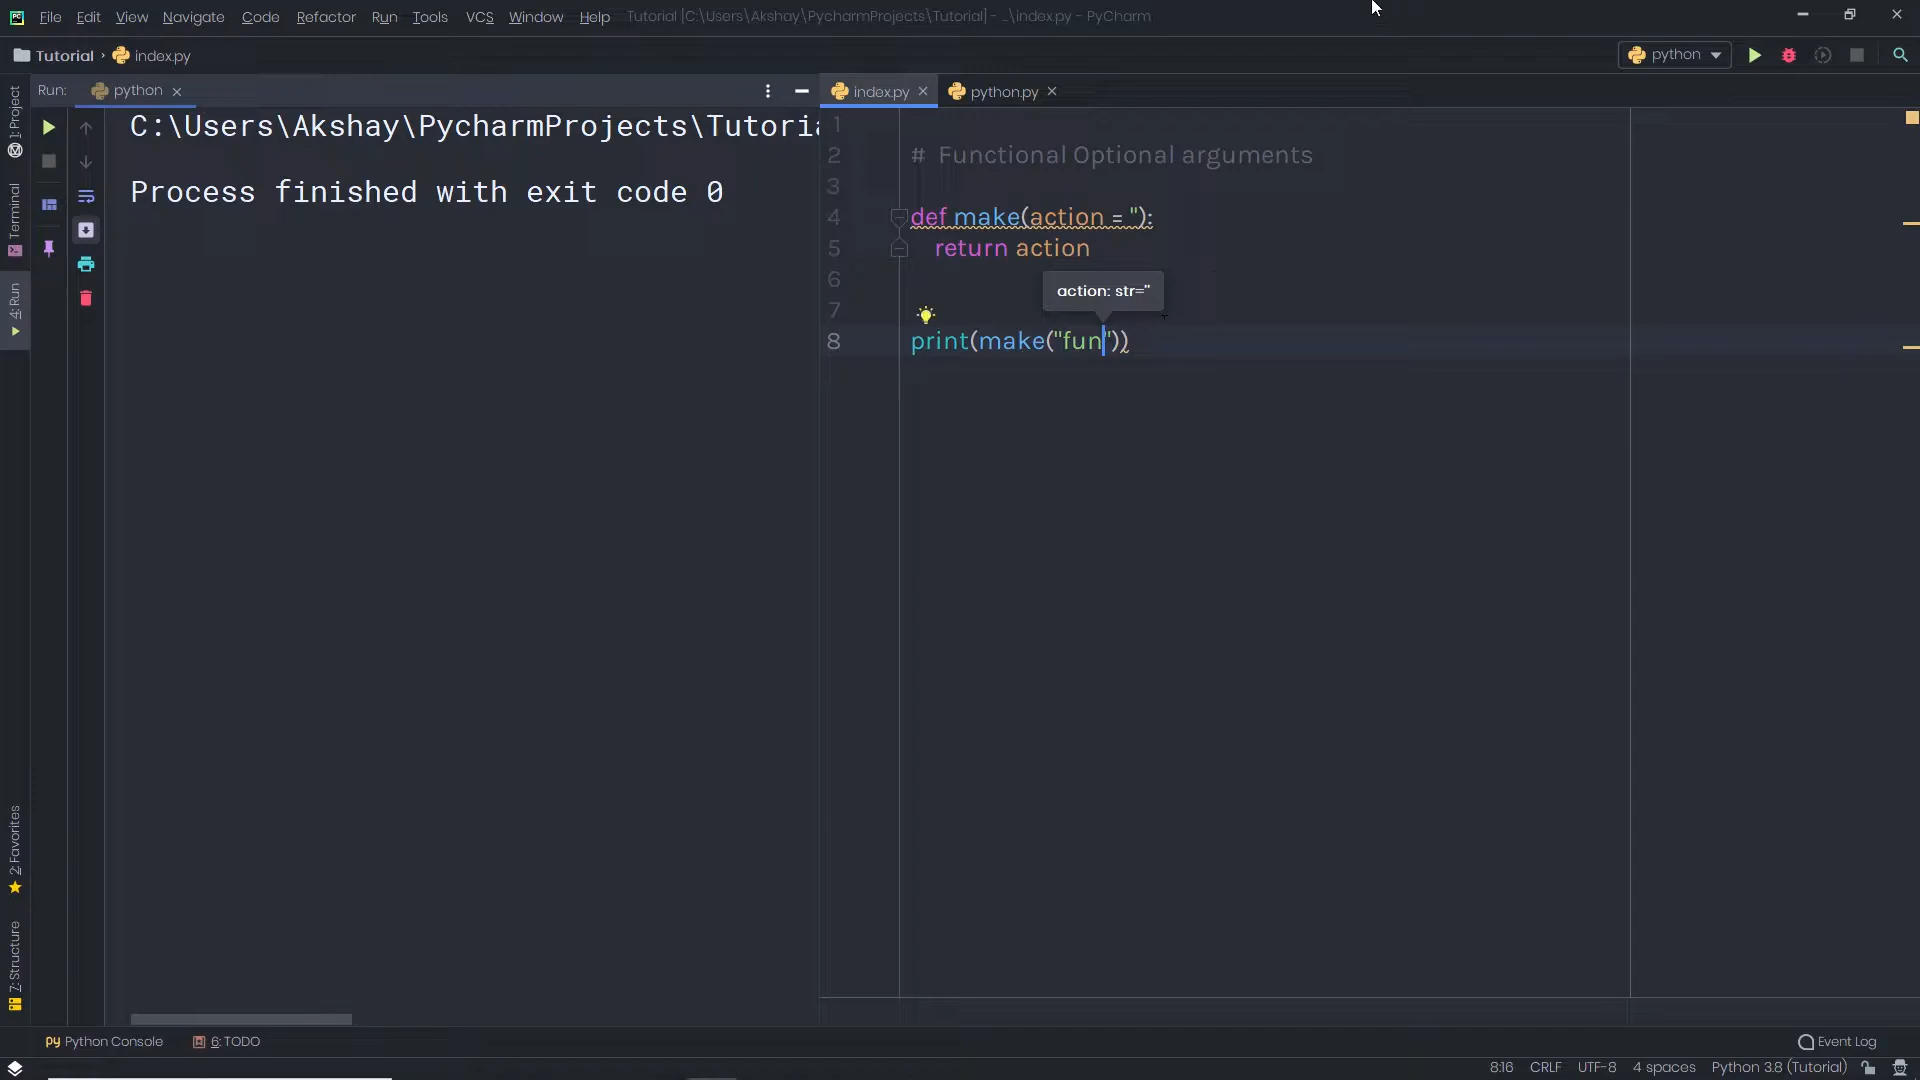 File Edit View Navigate Code Refactor Run Tools VCS Window Help Tutorial [C:\Users\Akshay\PycharmProjects\Tutorial] - ...\index.py - PyCharm
Tutorial index.py python
Run: python
index.py python.py
1: Project
Terminal
4: Run
2: Favorites
7: Structure
C:\Users\Akshay\PycharmProjects\Tutoria
Process finished with exit code 0
1
2 # Functional Optional arguments
3
4 def make(action = ''):
5 return action
6
action: str=''
7
8 print(make("fun"))
Python Console 6: TODO Event Log
8:16 CRLF UTF-8 4 spaces Python 3.8 (Tutorial)